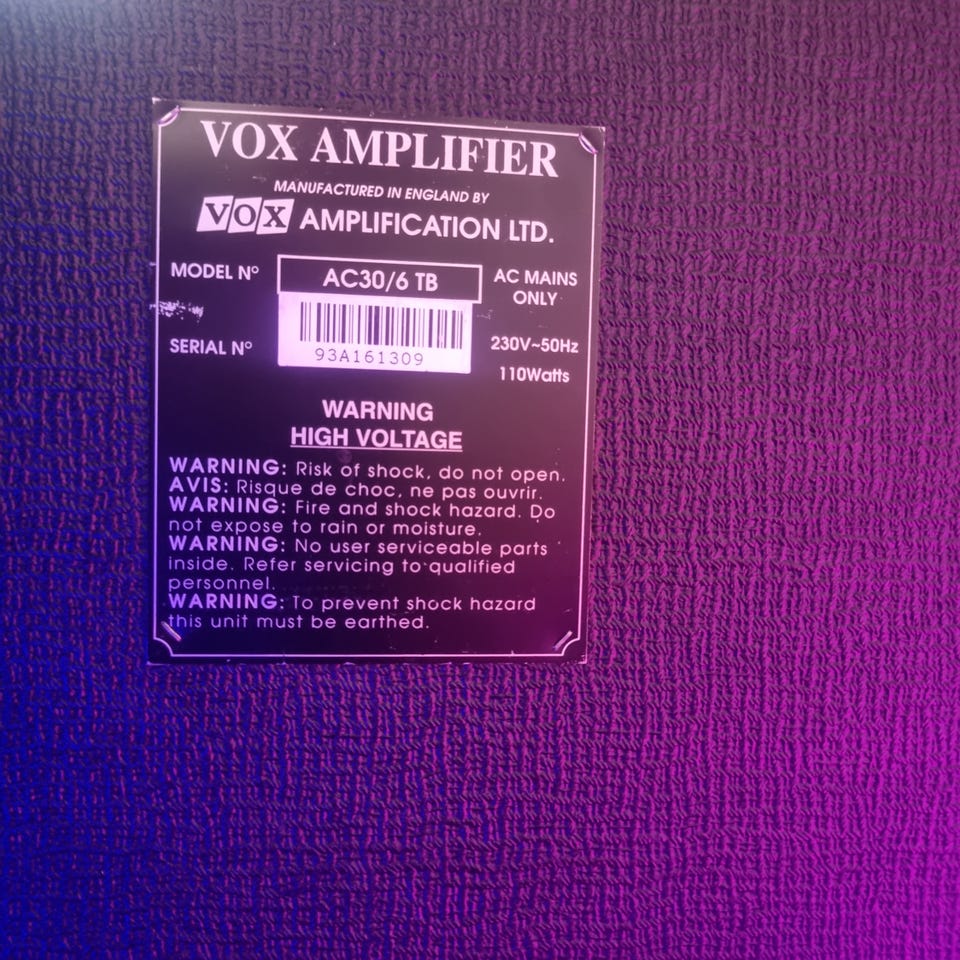 VOX AMPLIFIER
MANUFACTURED IN ENGLAND BY
VOX AMPLIFICATION LTD.
MODEL Nº AC30/6 TB AC MAINS
ONLY
SERIAL Nº 93A161309 230V~50Hz
110Watts
WARNING
HIGH VOLTAGE
WARNING: Risk of shock, do not open.
AVIS: Risque de choc, ne pas ouvrir.
WARNING: Fire and shock hazard. Do
not expose to rain or moisture.
WARNING: No user serviceable parts
inside. Refer servicing to qualified
personnel.
WARNING: To prevent shock hazard
this unit must be earthed.